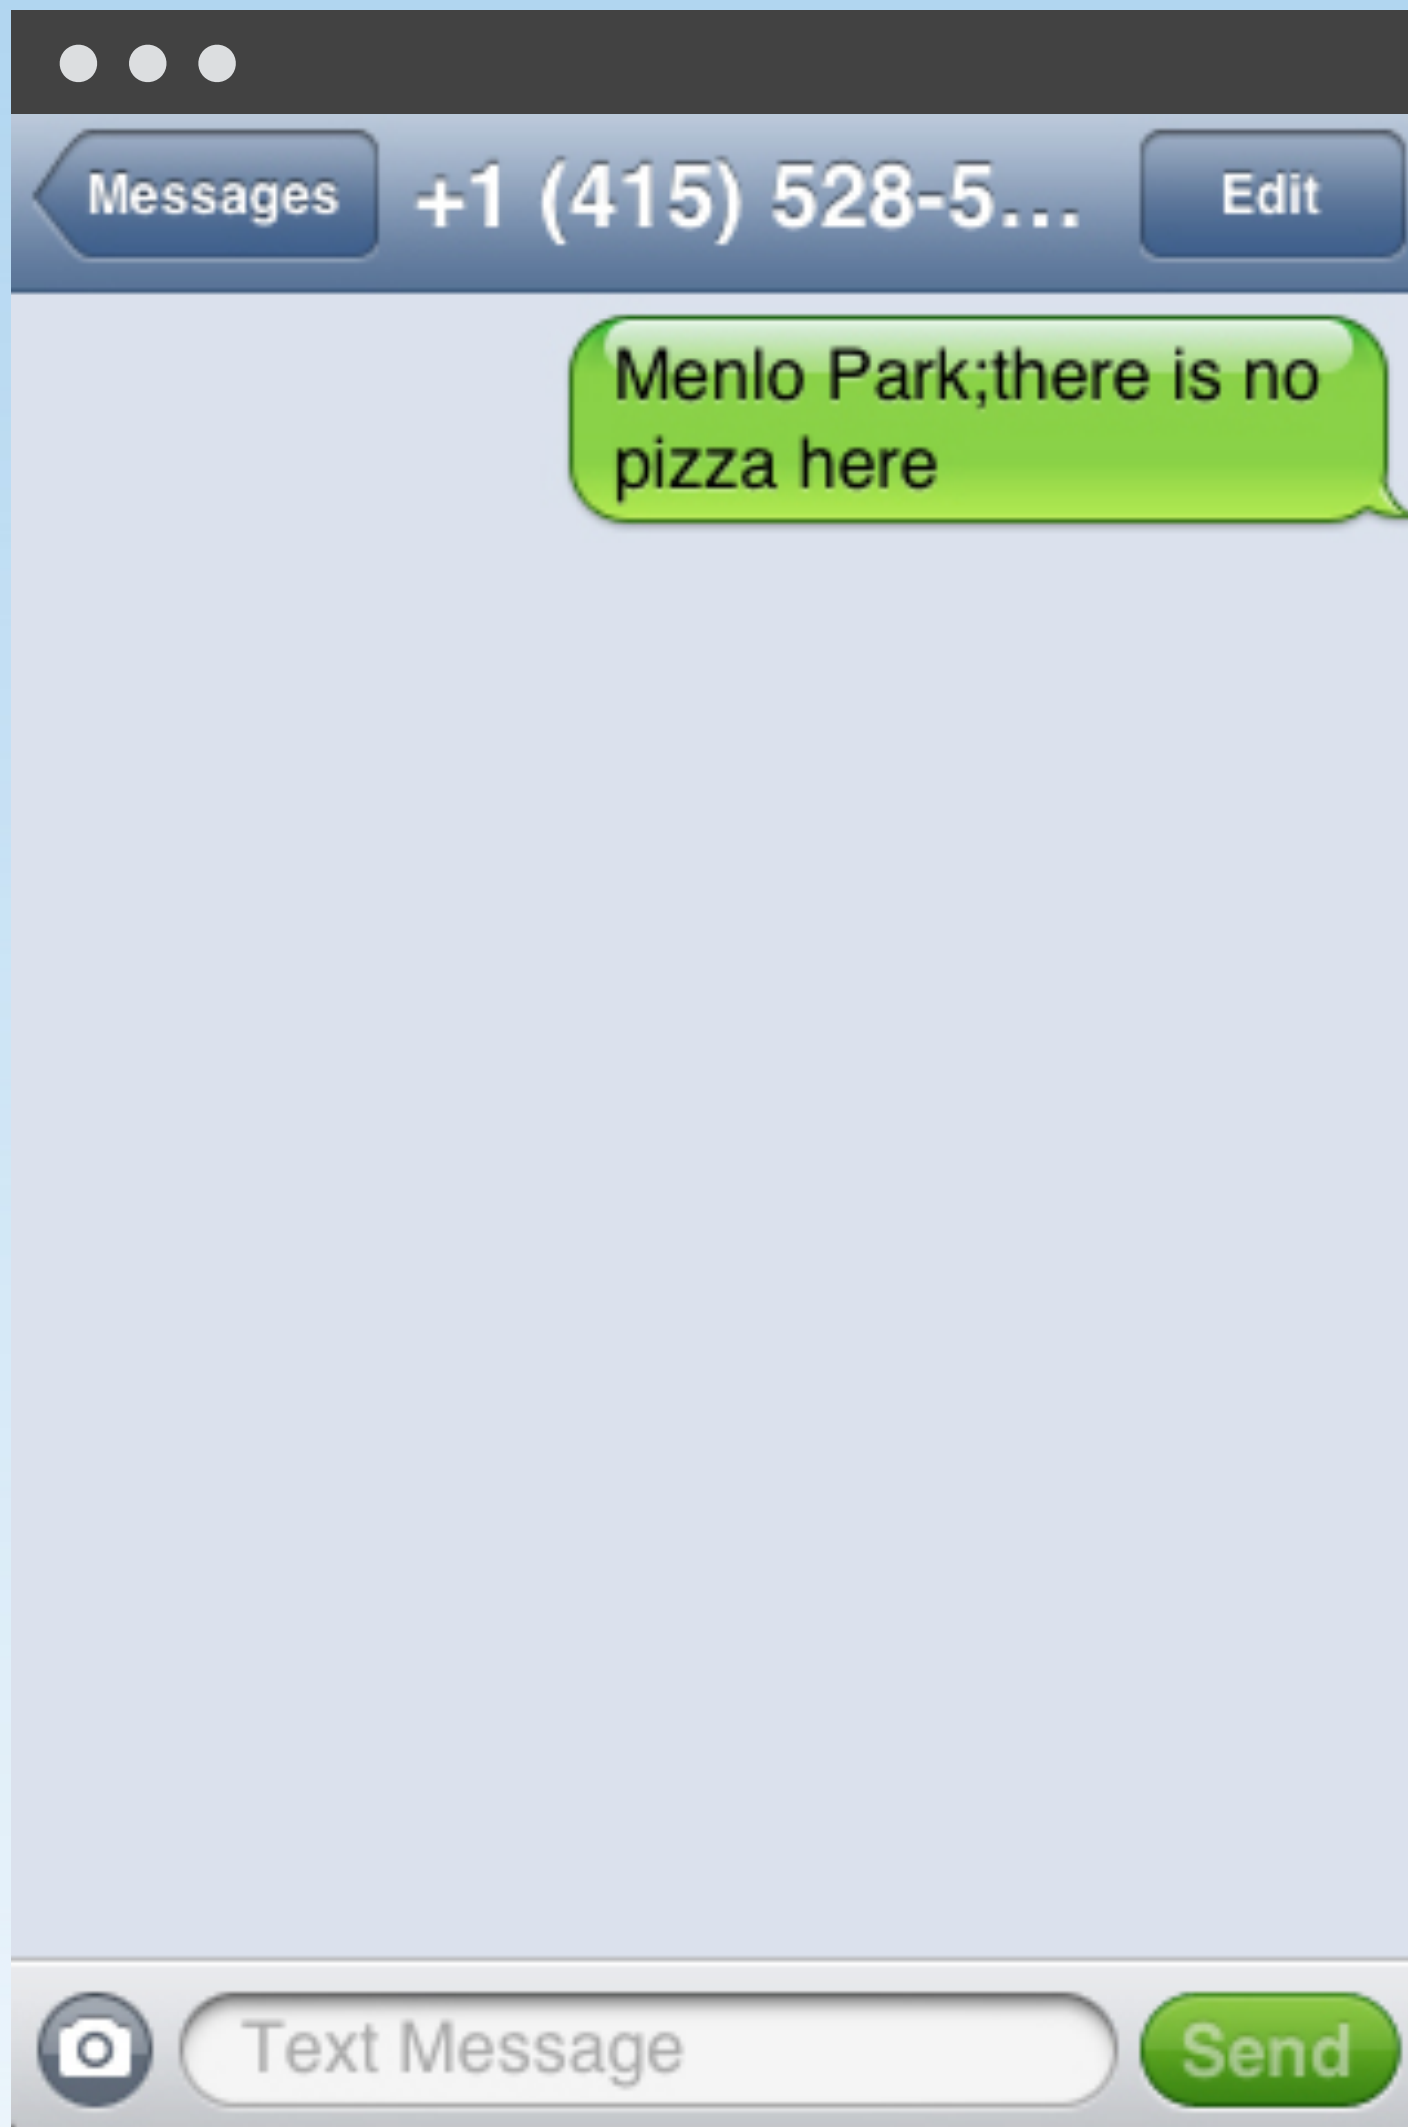 Messages +1 (415) 528-5... Edit
Menlo Park;there is no
pizza here
Text Message Send